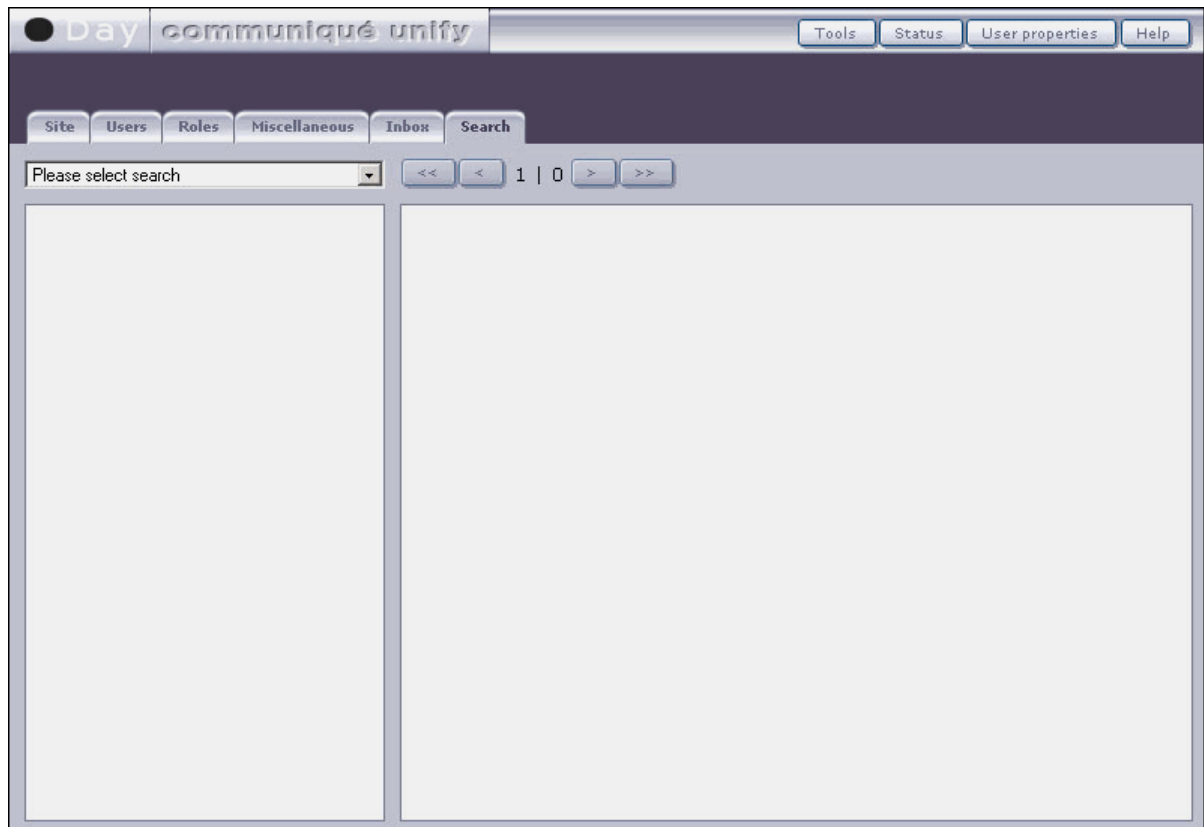 Day communiqué unify Tools Status User properties Help
Site Users Roles Miscellaneous Inbox Search
Please select search << < 1 | 0 > >>